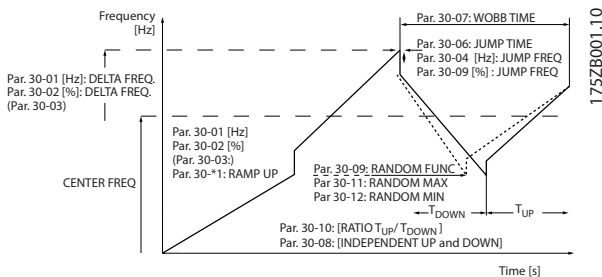 Frequency
[Hz]
Par. 30-07: WOBB TIME
Par. 30-06: JUMP TIME
Par. 30-04 [Hz]: JUMP FREQ
Par. 30-09 [%] : JUMP FREQ
Par. 30-01 [Hz]: DELTA FREQ.
Par. 30-02 [%]: DELTA FREQ.
(Par. 30-03)
Par. 30-01 [Hz]
Par. 30-02 [%]
(Par. 30-03:)
Par. 30-*1: RAMP UP
CENTER FREQ
Par. 30-09: RANDOM FUNC
Par 30-11: RANDOM MAX
Par 30-12: RANDOM MIN
TDOWN
TUP
Par. 30-10: [RATIO TUP/ TDOWN ]
Par. 30-08: [INDEPENDENT UP and DOWN]
Time [s]
175ZB001.10